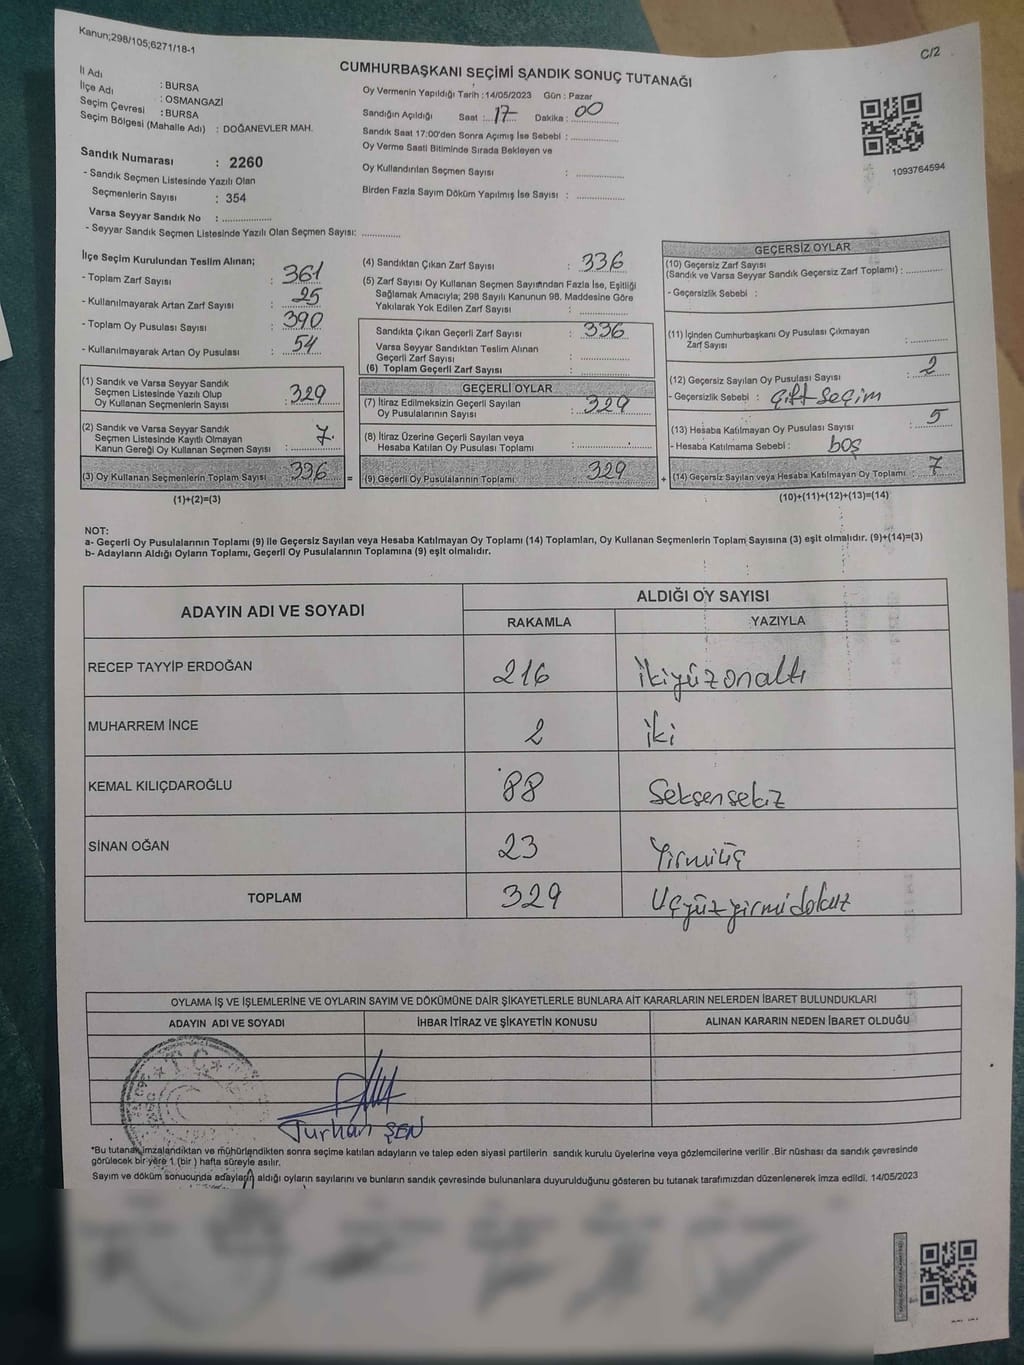 Kanun;298/105;6271/18-1
C/2
CUMHURBAŞKANI SEÇİMİ SANDIK SONUÇ TUTANAĞI
İl Adı : BURSA
İlçe Adı : OSMANGAZİ
Seçim Çevresi : BURSA
Seçim Bölgesi (Mahalle Adı) : DOĞANEVLER MAH.
Sandık Numarası : 2260
- Sandık Seçmen Listesinde Yazılı Olan
Seçmenlerin Sayısı : 354
Varsa Seyyar Sandık No : ..............
- Seyyar Sandık Seçmen Listesinde Yazılı Olan Seçmen Sayısı: ............
Oy Vermenin Yapıldığı Tarih :14/05/2023 Gün : Pazar
Sandığın Açıldığı Saat : 17 Dakika : 00
Sandık Saat 17:00'den Sonra Açımış İse Sebebi : ..............
Oy Verme Saati Bitiminde Sırada Bekleyen ve
Oy Kullandırılan Seçmen Sayısı : ..............
Birden Fazla Sayım Döküm Yapılmış İse Sayısı : ..............
1093764594
İlçe Seçim Kurulundan Teslim Alınan;
- Toplam Zarf Sayısı : 361
- Kullanılmayarak Artan Zarf Sayısı : 25
- Toplam Oy Pusulası Sayısı : 390
- Kullanılmayarak Artan Oy Pusulası : 54
(1) Sandık ve Varsa Seyyar Sandık
Seçmen Listesinde Yazılı Olup
Oy Kullanan Seçmenlerin Sayısı : 329
(2) Sandık ve Varsa Seyyar Sandık
Seçmen Listesinde Kayıtlı Olmayan
Kanun Gereği Oy Kullanan Seçmen Sayısı : 7.
(3) Oy Kullanan Seçmenlerin Toplam Sayısı : 336 =
(1)+(2)=(3)
(4) Sandıktan Çıkan Zarf Sayısı : 336
(5) Zarf Sayısı Oy Kullanan Seçmen Sayısından Fazla İse, Eşitliği
Sağlamak Amacıyla; 298 Sayılı Kanunun 98. Maddesine Göre
Yakılarak Yok Edilen Zarf Sayısı : ..............
Sandıkta Çıkan Geçerli Zarf Sayısı : 336
Varsa Seyyar Sandıktan Teslim Alınan
Geçerli Zarf Sayısı : ..............
(6) Toplam Geçerli Zarf Sayısı : ..............
GEÇERLİ OYLAR
(7) İtiraz Edilmeksizin Geçerli Sayılan
Oy Pusulalarının Sayısı : 329
(8) İtiraz Üzerine Geçerli Sayılan veya
Hesaba Katılan Oy Pusulası Toplamı : ..............
(9) Geçerli Oy Pusulalarının Toplamı : 329 +
GEÇERSİZ OYLAR
(10) Geçersiz Zarf Sayısı
(Sandık ve Varsa Seyyar Sandık Geçersiz Zarf Toplamı) : ............
- Geçersizlik Sebebi :
(11) İçinden Cumhurbaşkanı Oy Pusulası Çıkmayan
Zarf Sayısı : ............
(12) Geçersiz Sayılan Oy Pusulası Sayısı : 2
- Geçersizlik Sebebi : Çift seçim
(13) Hesaba Katılmayan Oy Pusulası Sayısı : 5
- Hesaba Katılmama Sebebi : boş
(14) Geçersiz Sayılan veya Hesaba Katılmayan Oy Toplamı : 7
(10)+(11)+(12)+(13)=(14)
NOT:
a- Geçerli Oy Pusulalarının Toplamı (9) ile Geçersiz Sayılan veya Hesaba Katılmayan Oy Toplamı (14) Toplamları, Oy Kullanan Seçmenlerin Toplam Sayısına (3) eşit olmalıdır. (9)+(14)=(3)
b- Adayların Aldığı Oyların Toplamı, Geçerli Oy Pusulalarının Toplamına (9) eşit olmalıdır.
ADAYIN ADI VE SOYADI ALDIĞI OY SAYISI
RAKAMLA YAZIYLA
RECEP TAYYİP ERDOĞAN 216 ikiyüzonaltı
MUHARREM İNCE 2 iki
KEMAL KILIÇDAROĞLU 88 Seksensekiz
SİNAN OĞAN 23 Yirmiüç
TOPLAM 329 Üçyüzyirmidokuz
OYLAMA İŞ VE İŞLEMLERİNE VE OYLARIN SAYIM VE DÖKÜMÜNE DAİR ŞİKAYETLERLE BUNLARA AİT KARARLARIN NELERDEN İBARET BULUNDUKLARI
ADAYIN ADI VE SOYADI İHBAR İTİRAZ VE ŞİKAYETİN KONUSU ALINAN KARARIN NEDEN İBARET OLDUĞU
T.C.
Turhan ŞEN
*Bu tutanak imzalandıktan ve mühürlendikten sonra seçime katılan adayların ve talep eden siyasi partilerin sandık kurulu üyelerine veya gözlemcilerine verilir .Bir nüshası da sandık çevresinde
görülecek bir yere 1 (bir ) hafta süreyle asılır.
Sayım ve döküm sonucunda adayların aldığı oyların sayılarını ve bunların sandık çevresinde bulunanlara duyurulduğunu gösteren bu tutanak tarafımızdan düzenlenerek imza edildi. 14/05/2023